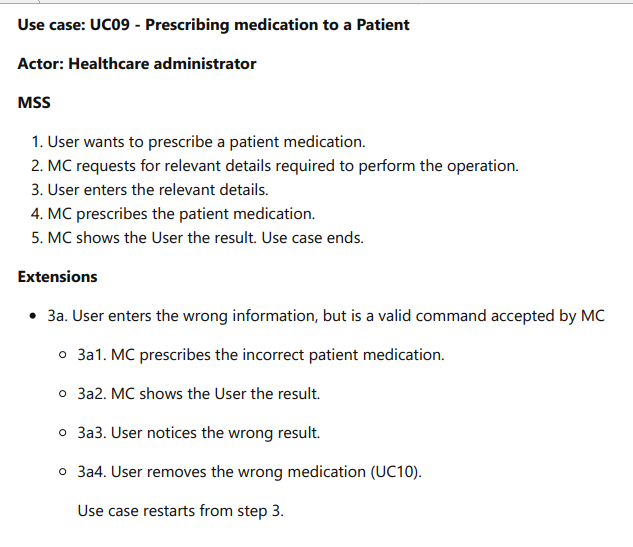 Use case: UC09 - Prescribing medication to a Patient
Actor: Healthcare administrator
MSS
1. User wants to prescribe a patient medication.
2. MC requests for relevant details required to perform the operation.
3. User enters the relevant details.
4. MC prescribes the patient medication.
5. MC shows the User the result. Use case ends.
Extensions
• 3a. User enters the wrong information, but is a valid command accepted by MC
○ 3a1. MC prescribes the incorrect patient medication.
○ 3a2. MC shows the User the result.
○ 3a3. User notices the wrong result.
○ 3a4. User removes the wrong medication (UC10).
Use case restarts from step 3.